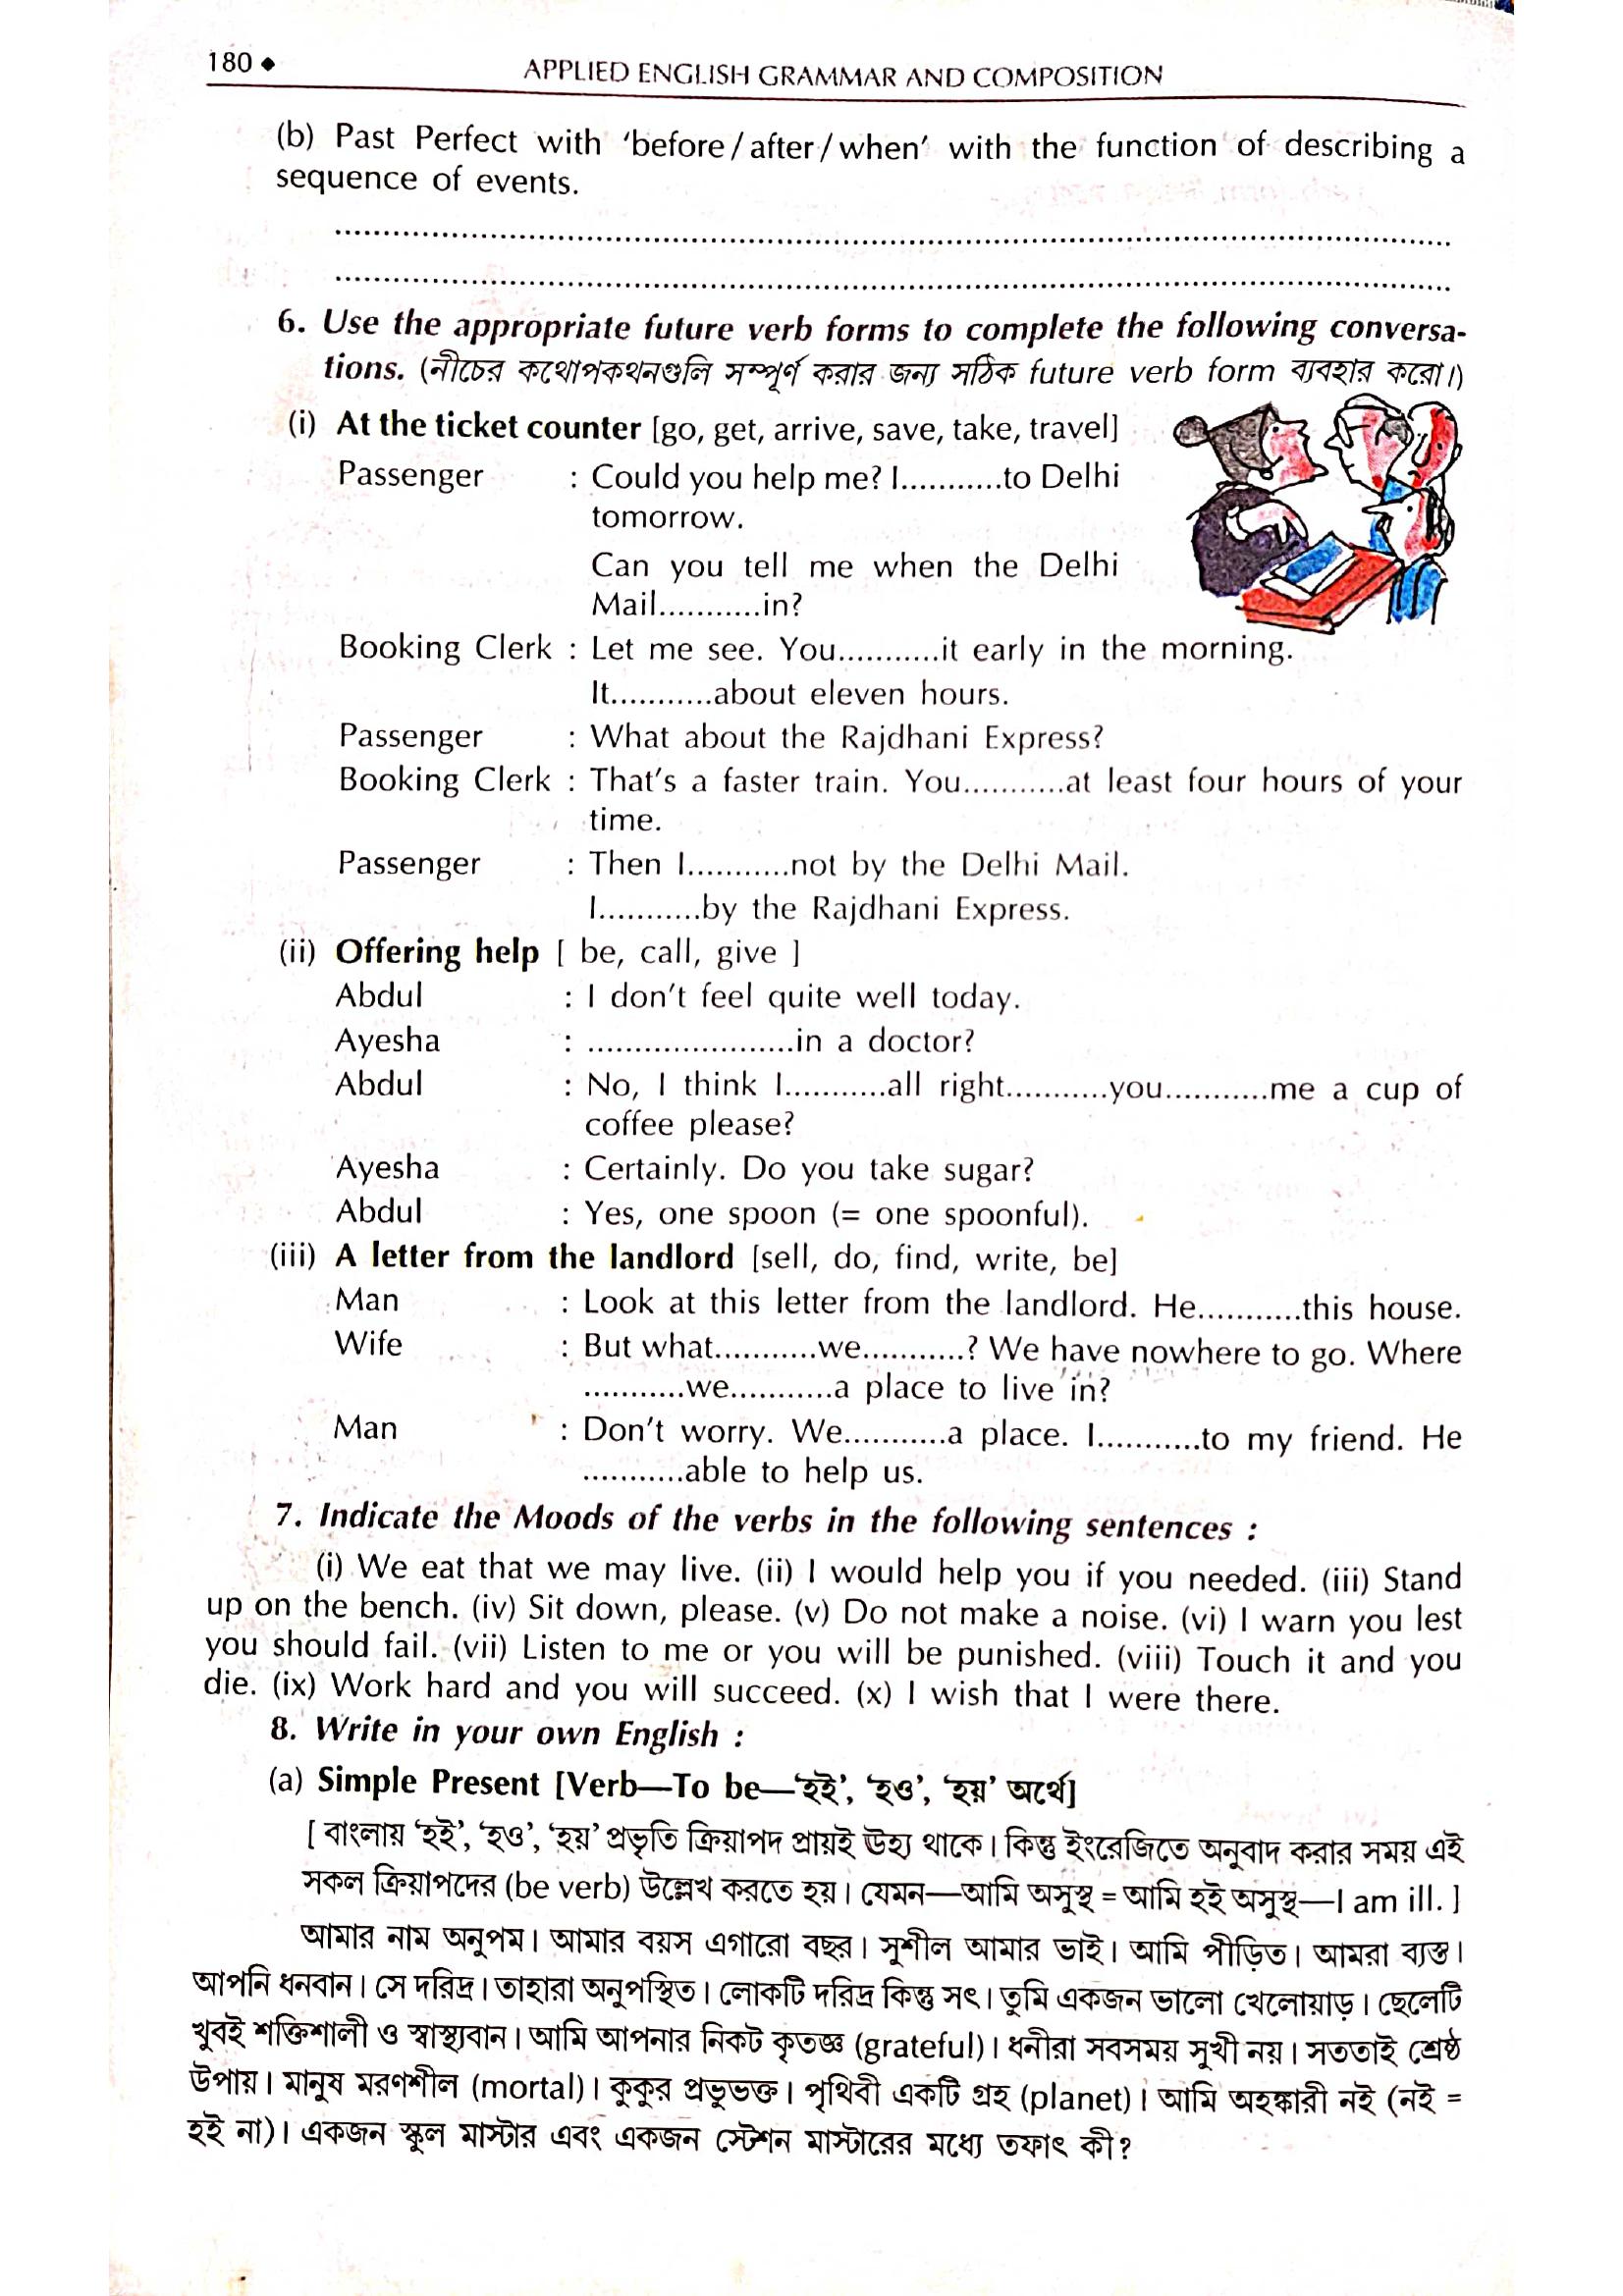 180 ◆ APPLIED ENGLISH GRAMMAR AND COMPOSITION
(b) Past Perfect with ‘before/after/when’ with the function of describing a
sequence of events.
6. Use the appropriate future verb forms to complete the following conversa-
tions. (নীচের কথোপকথনগুলি সম্পূর্ণ করার জন্য সঠিক future verb form ব্যবহার করো।)
(i) At the ticket counter [go, get, arrive, save, take, travel]
Passenger : Could you help me? I...........to Delhi
tomorrow.
Can you tell me when the Delhi
Mail...........in?
Booking Clerk : Let me see. You...........it early in the morning.
It...........about eleven hours.
Passenger : What about the Rajdhani Express?
Booking Clerk : That’s a faster train. You...........at least four hours of your
time.
Passenger : Then I...........not by the Delhi Mail.
I...........by the Rajdhani Express.
(ii) Offering help [ be, call, give ]
Abdul : I don’t feel quite well today.
Ayesha : ......................in a doctor?
Abdul : No, I think I...........all right...........you...........me a cup of
coffee please?
Ayesha : Certainly. Do you take sugar?
Abdul : Yes, one spoon (= one spoonful).
(iii) A letter from the landlord [sell, do, find, write, be]
Man : Look at this letter from the landlord. He...........this house.
Wife : But what...........we...........? We have nowhere to go. Where
...........we...........a place to live in?
Man : Don’t worry. We...........a place. I...........to my friend. He
...........able to help us.
7. Indicate the Moods of the verbs in the following sentences :
(i) We eat that we may live. (ii) I would help you if you needed. (iii) Stand
up on the bench. (iv) Sit down, please. (v) Do not make a noise. (vi) I warn you lest
you should fail. (vii) Listen to me or you will be punished. (viii) Touch it and you
die. (ix) Work hard and you will succeed. (x) I wish that I were there.
8. Write in your own English :
(a) Simple Present [Verb—To be—‘হই’, ‘হও’, ‘হয়’ অর্থে]
[ বাংলায় ‘হই’, ‘হও’, ‘হয়’ প্রভৃতি ক্রিয়াপদ প্রায়ই ঊহ্য থাকে। কিন্তু ইংরেজিতে অনুবাদ করার সময় এই
সকল ক্রিয়াপদের (be verb) উল্লেখ করতে হয়। যেমন—আমি অসুস্থ = আমি হই অসুস্থ—I am ill. ]
আমার নাম অনুপম। আমার বয়স এগারো বছর। সুশীল আমার ভাই। আমি পীড়িত। আমরা ব্যস্ত।
আপনি ধনবান। সে দরিদ্র। তাহারা অনুপস্থিত। লোকটি দরিদ্র কিন্তু সৎ। তুমি একজন ভালো খেলোয়াড়। ছেলেটি
খুবই শক্তিশালী ও স্বাস্থ্যবান। আমি আপনার নিকট কৃতজ্ঞ (grateful)। ধনীরা সবসময় সুখী নয়। সততাই শ্রেষ্ঠ
উপায়। মানুষ মরণশীল (mortal)। কুকুর প্রভুভক্ত। পৃথিবী একটি গ্রহ (planet)। আমি অহঙ্কারী নই (নই =
হই না)। একজন স্কুল মাস্টার এবং একজন স্টেশন মাস্টারের মধ্যে তফাৎ কী?